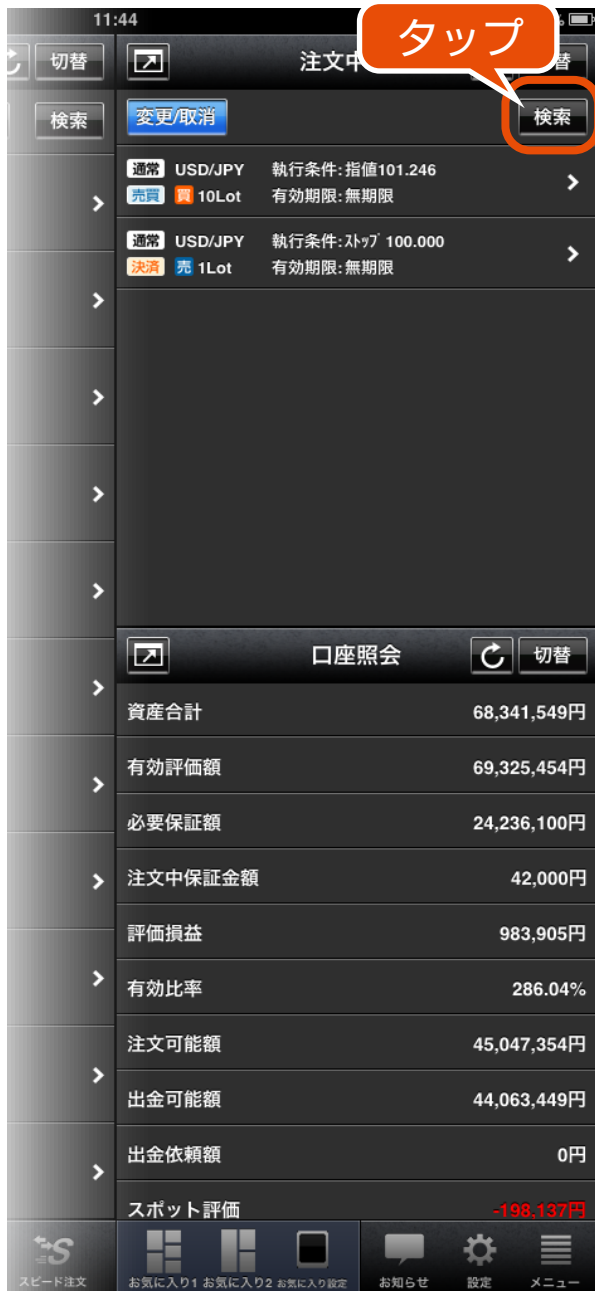 11:44
タップ
切替
注文中
替
検索
変更/取消
検索
通常 USD/JPY 執行条件:指値101.246
売買 買 10Lot 有効期限:無期限
通常 USD/JPY 執行条件:ストップ 100.000
決済 売 1Lot 有効期限:無期限
口座照会
切替
資産合計 68,341,549円
有効評価額 69,325,454円
必要保証額 24,236,100円
注文中保証金額 42,000円
評価損益 983,905円
有効比率 286.04%
注文可能額 45,047,354円
出金可能額 44,063,449円
出金依頼額 0円
スポット評価 -198,137円
スピード注文 お気に入り1 お気に入り2 お気に入り設定 お知らせ 設定 メニュー